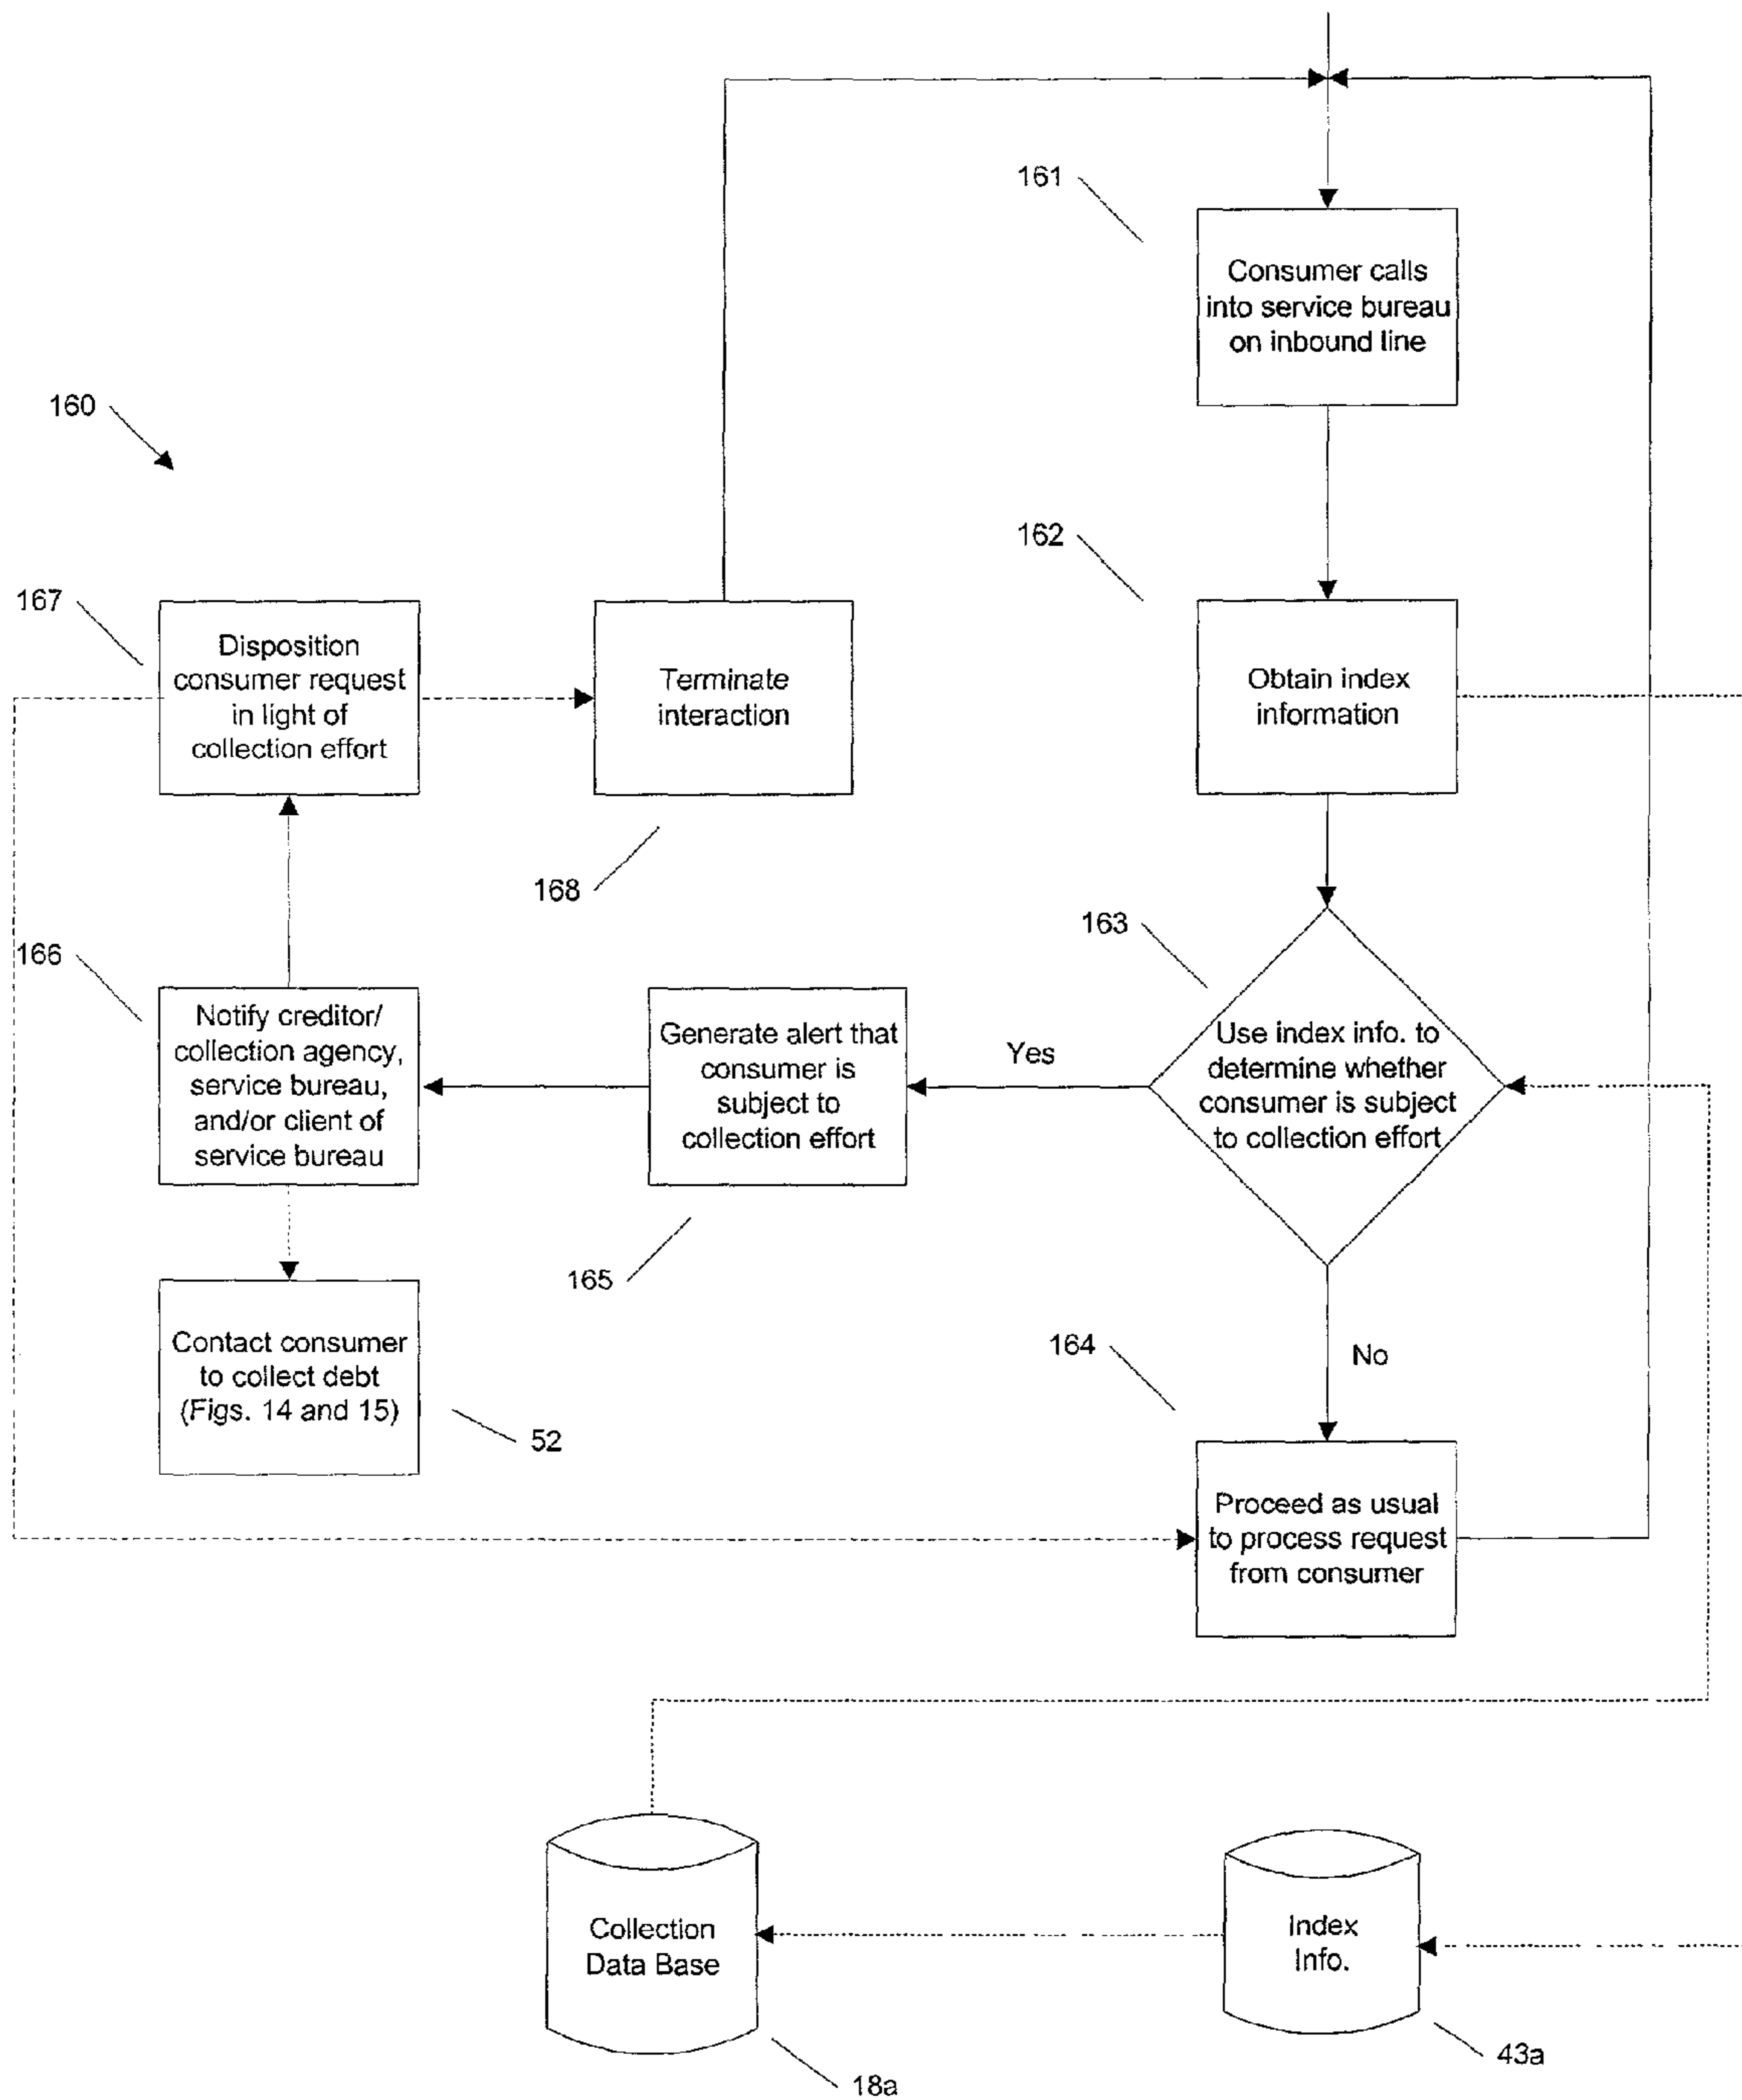 161
Consumer calls
into service bureau
on inbound line
160
162
167
Disposition
consumer request
in light of
collection effort
Terminate
interaction
Obtain index
information
168
163
166
Notify creditor/
collection agency,
service bureau,
and/or client of
service bureau
Generate alert that
consumer is
subject to
collection effort
Yes
Use index info. to
determine whether
consumer is subject
to collection effort
165
Contact consumer
to collect debt
(Figs. 14 and 15)
52
164
No
Proceed as usual
to process request
from consumer
Collection
Data Base
Index
Info.
18a
43a